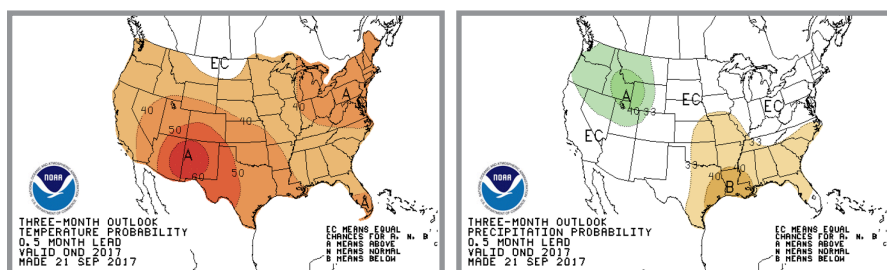 EC
40
A
40
40
50
A
60
50
A
NOAA
THREE-MONTH OUTLOOK
TEMPERATURE PROBABILITY
0.5 MONTH LEAD
VALID OND 2017
MADE 21 SEP 2017
EC MEANS EQUAL
CHANCES FOR A, N, B
A MEANS ABOVE
N MEANS NORMAL
B MEANS BELOW
A
40
33
EC
EC
EC
33
33
40
40
B
NOAA
THREE-MONTH OUTLOOK
PRECIPITATION PROBABILITY
0.5 MONTH LEAD
VALID OND 2017
MADE 21 SEP 2017
EC MEANS EQUAL
CHANCES FOR A, N, B
A MEANS ABOVE
N MEANS NORMAL
B MEANS BELOW